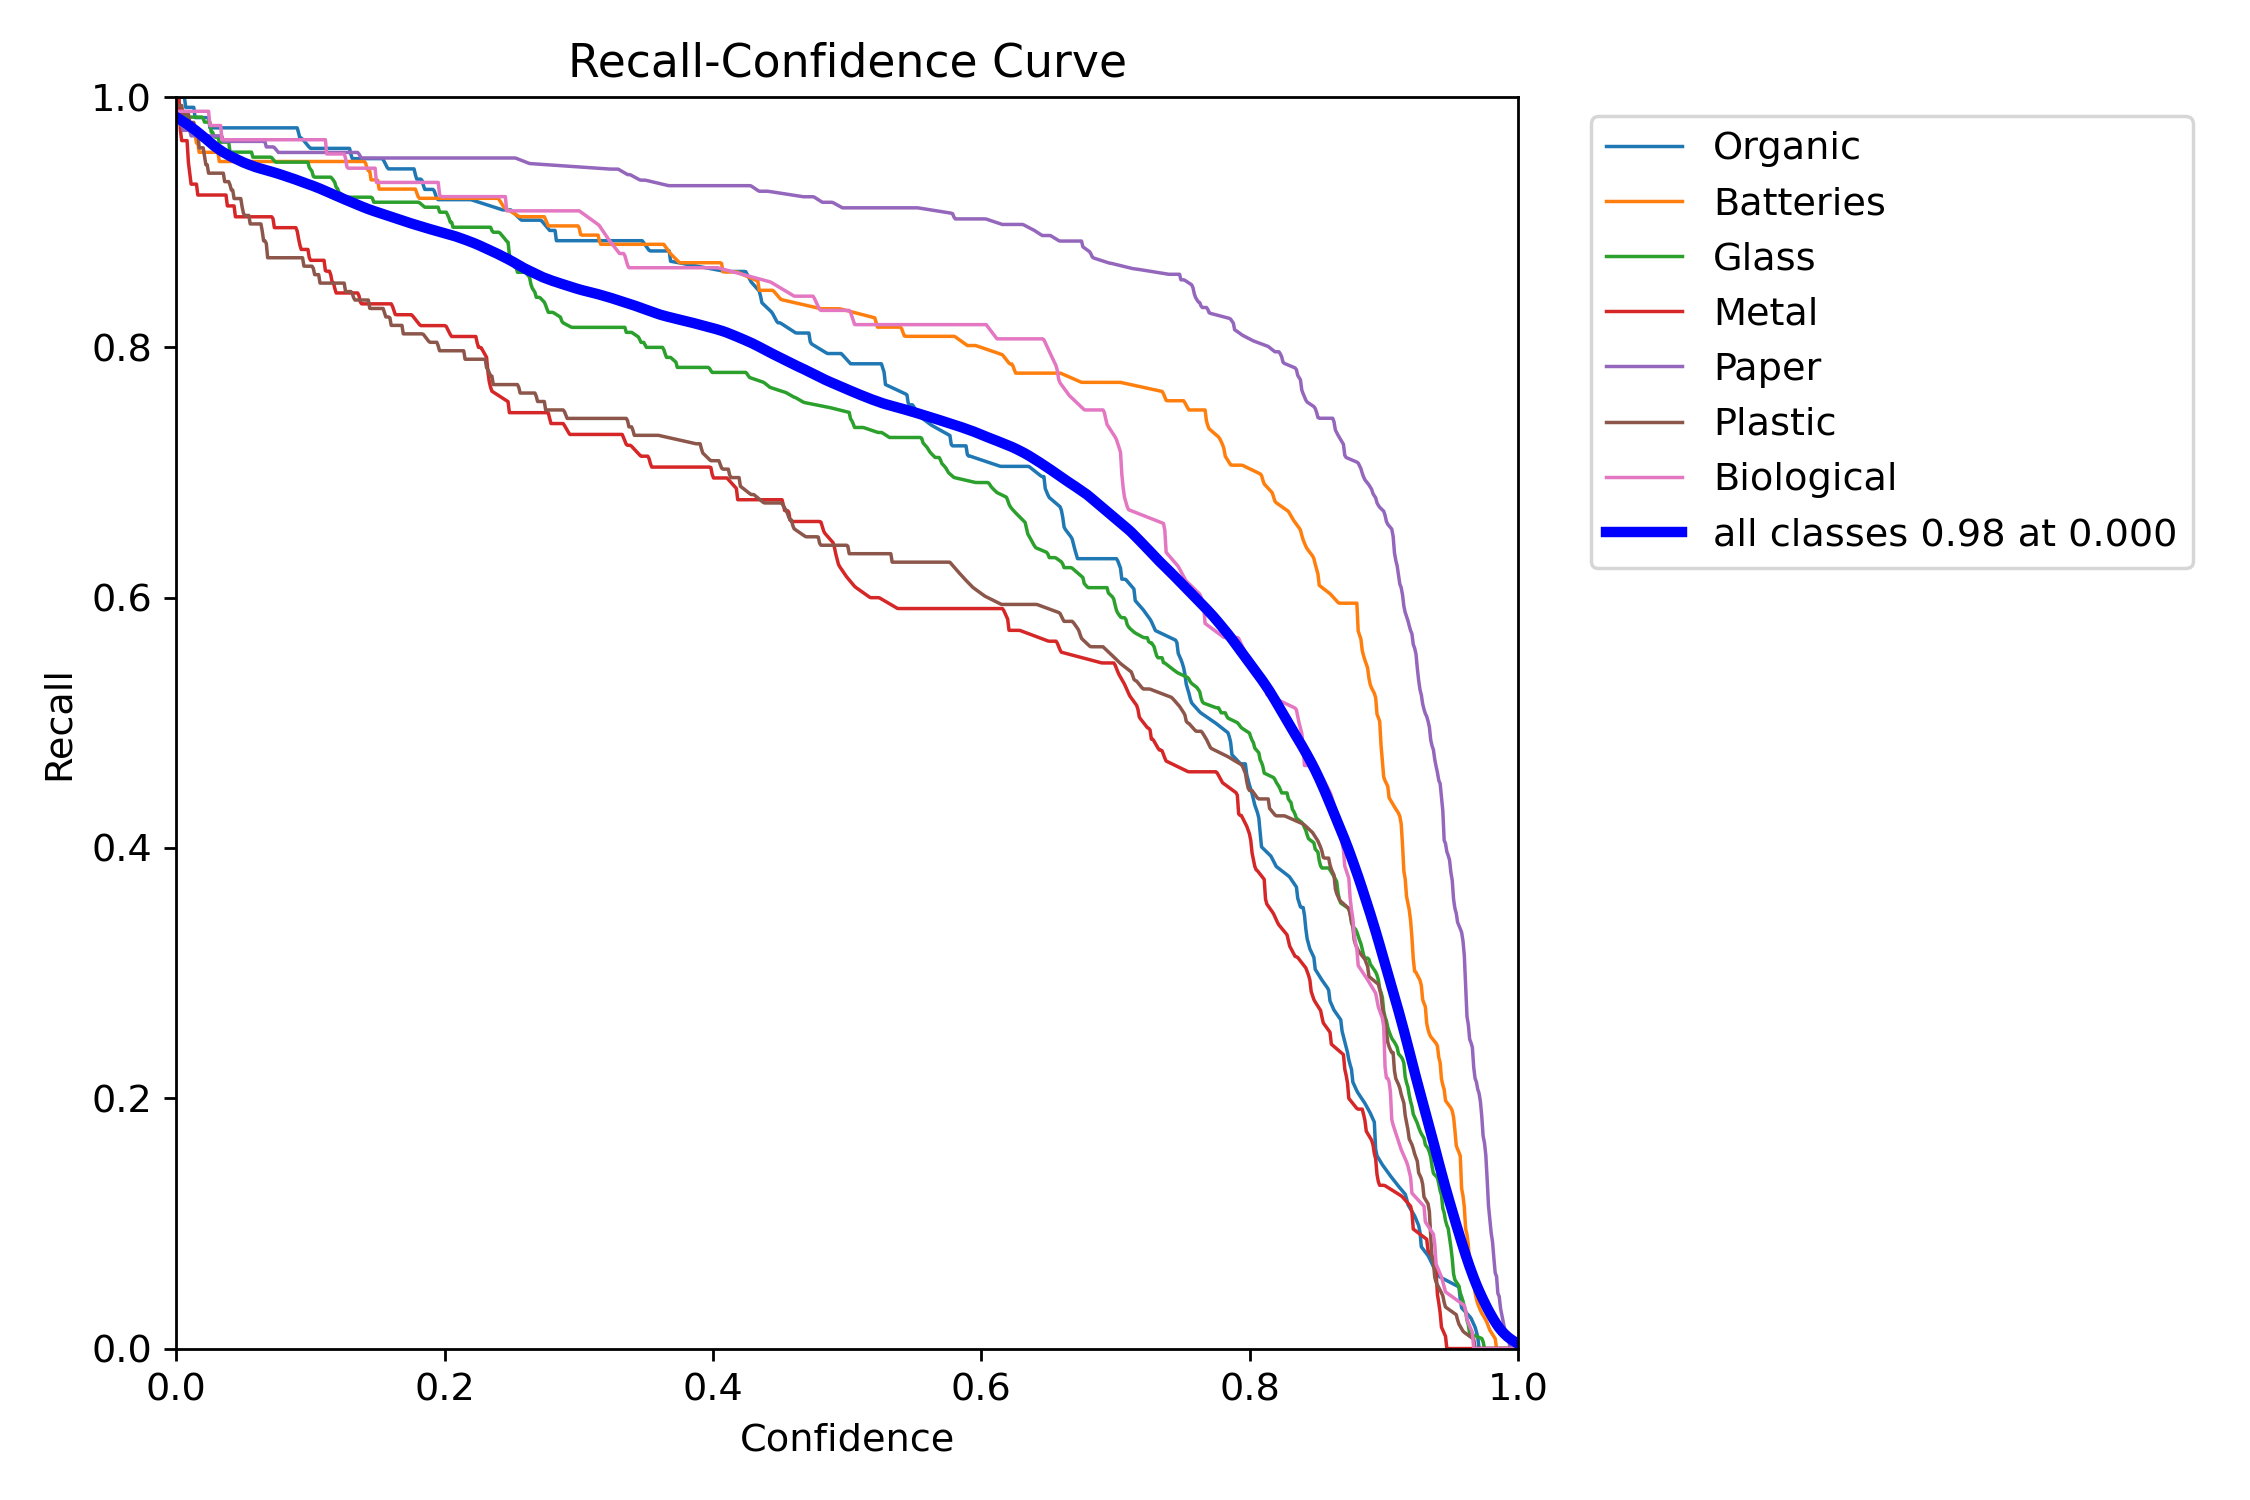 Recall-Confidence Curve
1.0
0.8
0.6
0.4
0.2
0.0
Recall
0.0 0.2 0.4 0.6 0.8 1.0
Confidence
Organic
Batteries
Glass
Metal
Paper
Plastic
Biological
all classes 0.98 at 0.000